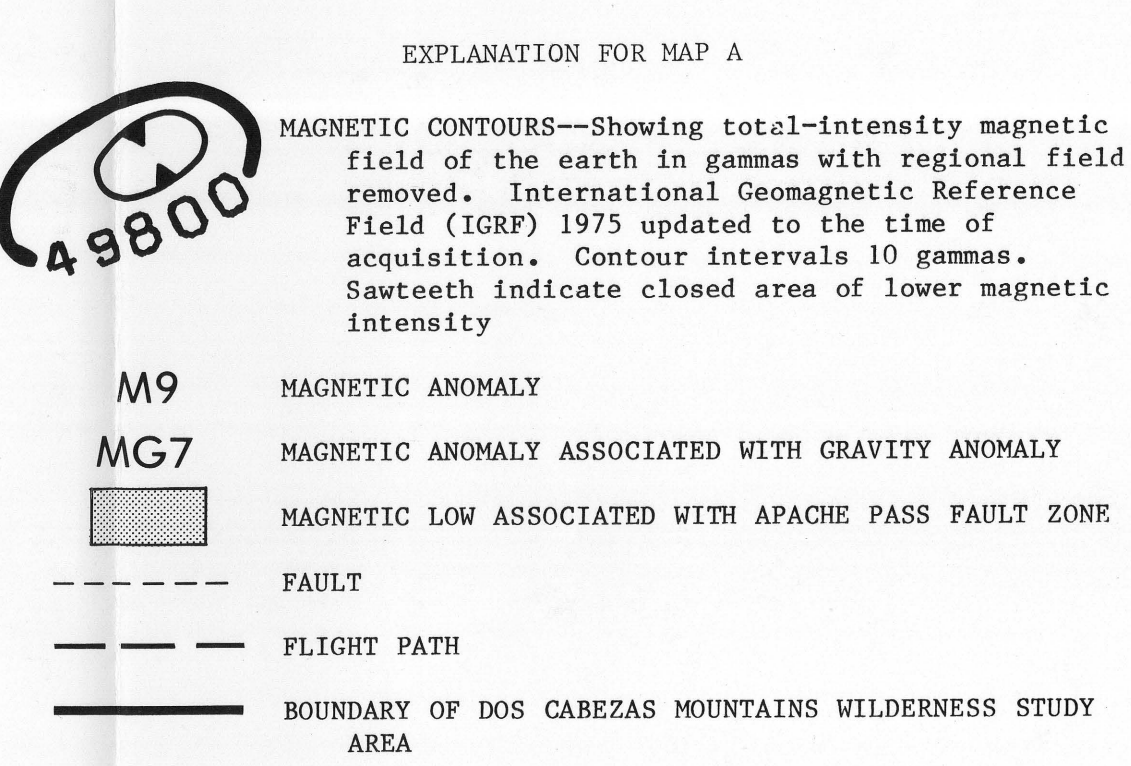 EXPLANATION FOR MAP A
49800
MAGNETIC CONTOURS--Showing total-intensity magnetic
field of the earth in gammas with regional field
removed. International Geomagnetic Reference
Field (IGRF) 1975 updated to the time of
acquisition. Contour intervals 10 gammas.
Sawteeth indicate closed area of lower magnetic
intensity
M9 MAGNETIC ANOMALY
MG7 MAGNETIC ANOMALY ASSOCIATED WITH GRAVITY ANOMALY
MAGNETIC LOW ASSOCIATED WITH APACHE PASS FAULT ZONE
FAULT
FLIGHT PATH
BOUNDARY OF DOS CABEZAS MOUNTAINS WILDERNESS STUDY
AREA